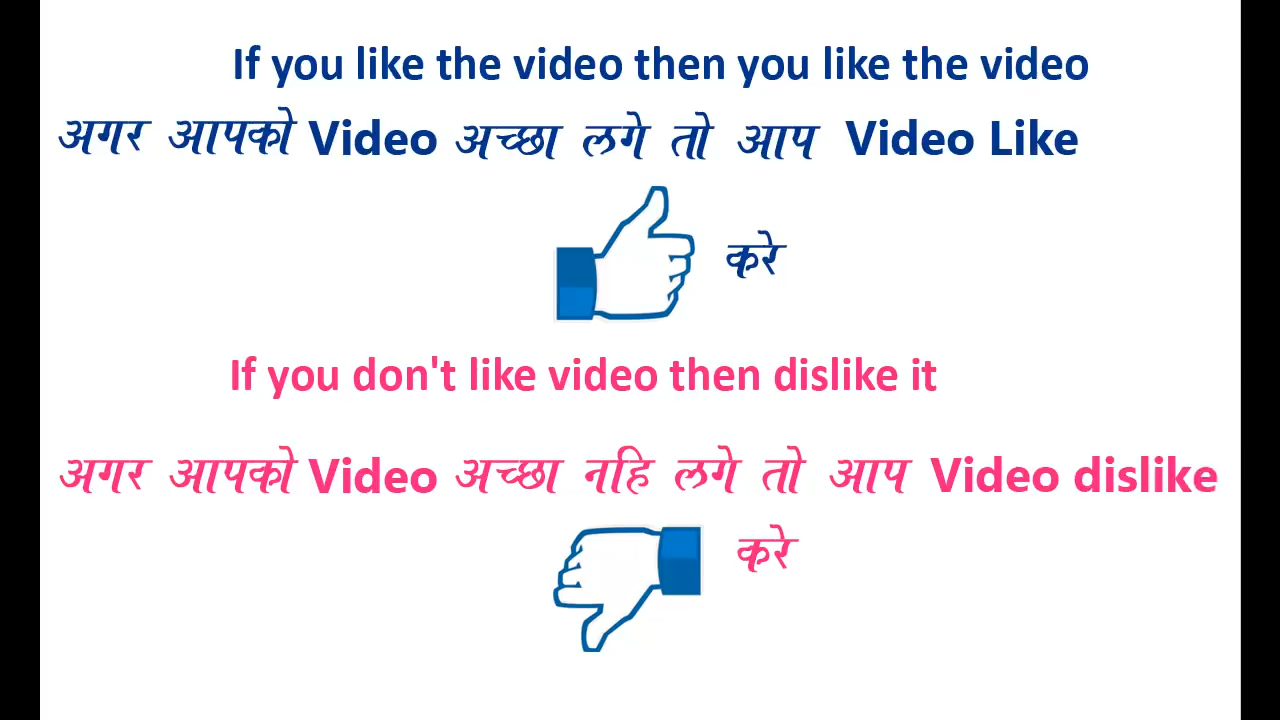 If you like the video then you like the video
अगर आपको Video अच्छा लगे तो आप Video Like
करे
If you don't like video then dislike it
अगर आपको Video अच्छा नहि लगे तो आप Video dislike
करे